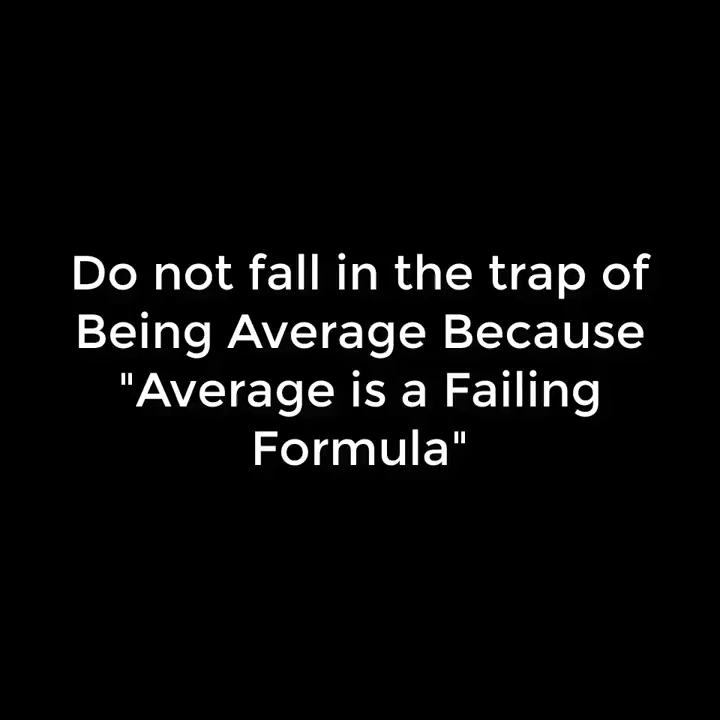 Do not fall in the trap of
Being Average Because
"Average is a Failing
Formula"